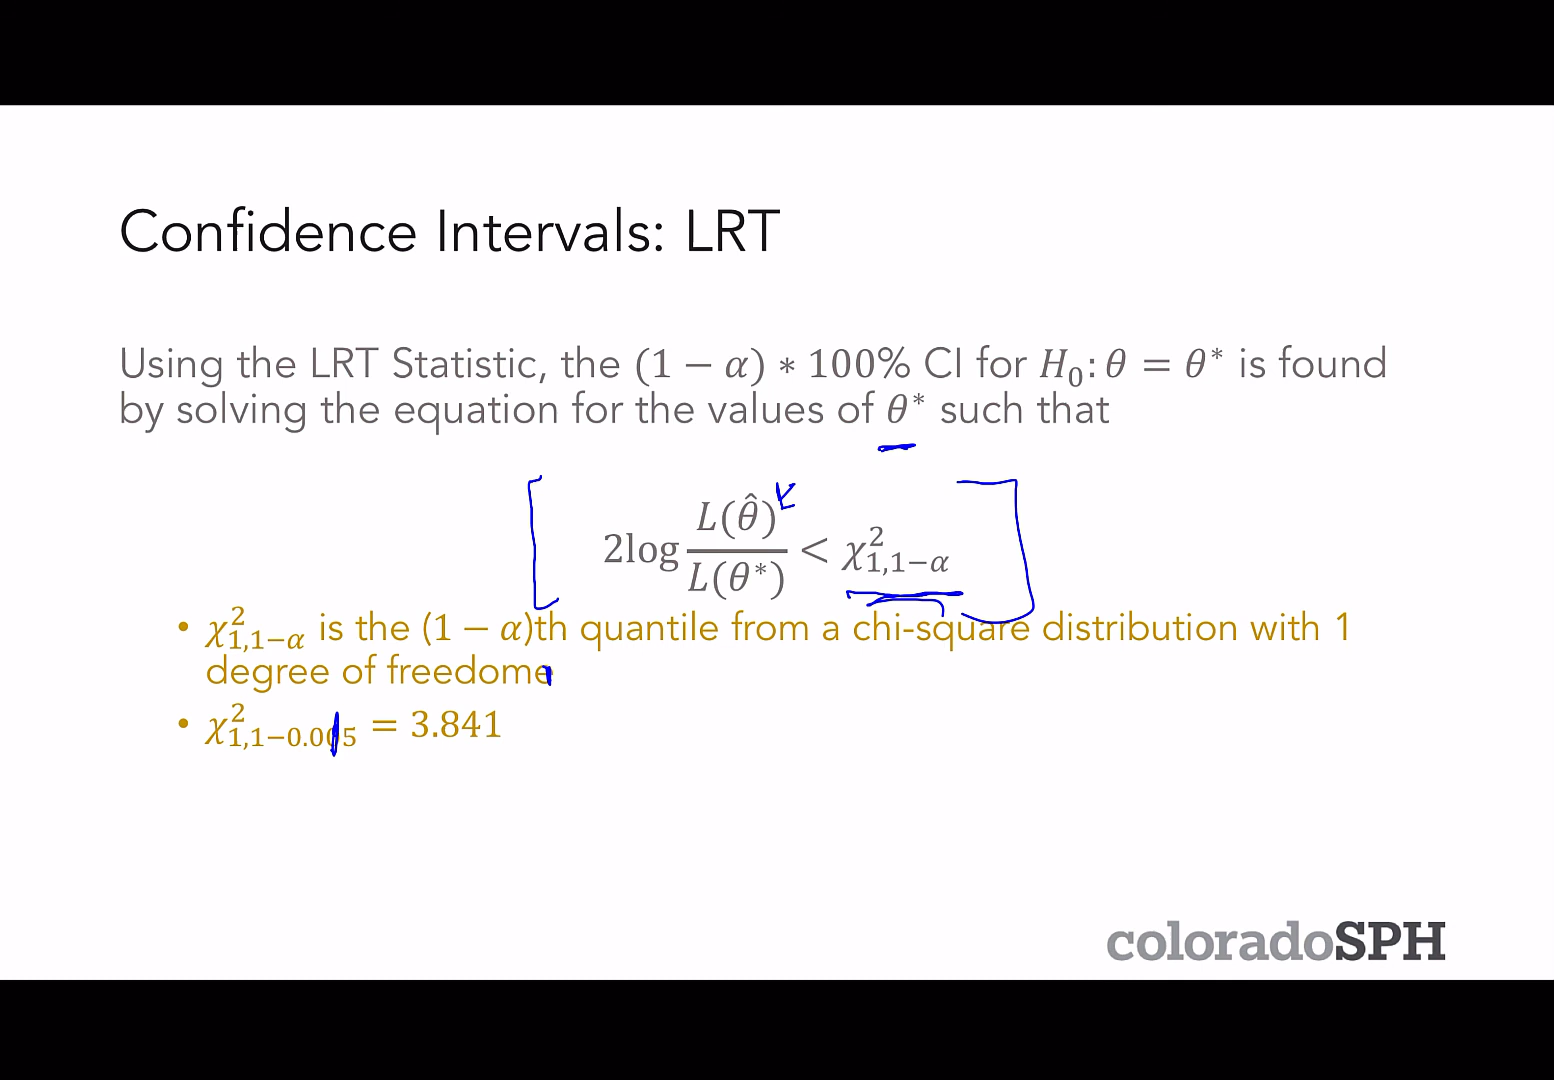 Confidence Intervals: LRT
Using the LRT Statistic, the (1 − α) ∗ 100% CI for H₀: θ = θ* is found
by solving the equation for the values of θ* such that
2log L(θ̂) / L(θ*) < χ²₁,₁₋α
• χ²₁,₁₋α is the (1 − α)th quantile from a chi-square distribution with 1
degree of freedome
• χ²₁,₁₋₀.₀₀₅ = 3.841
coloradoSPH